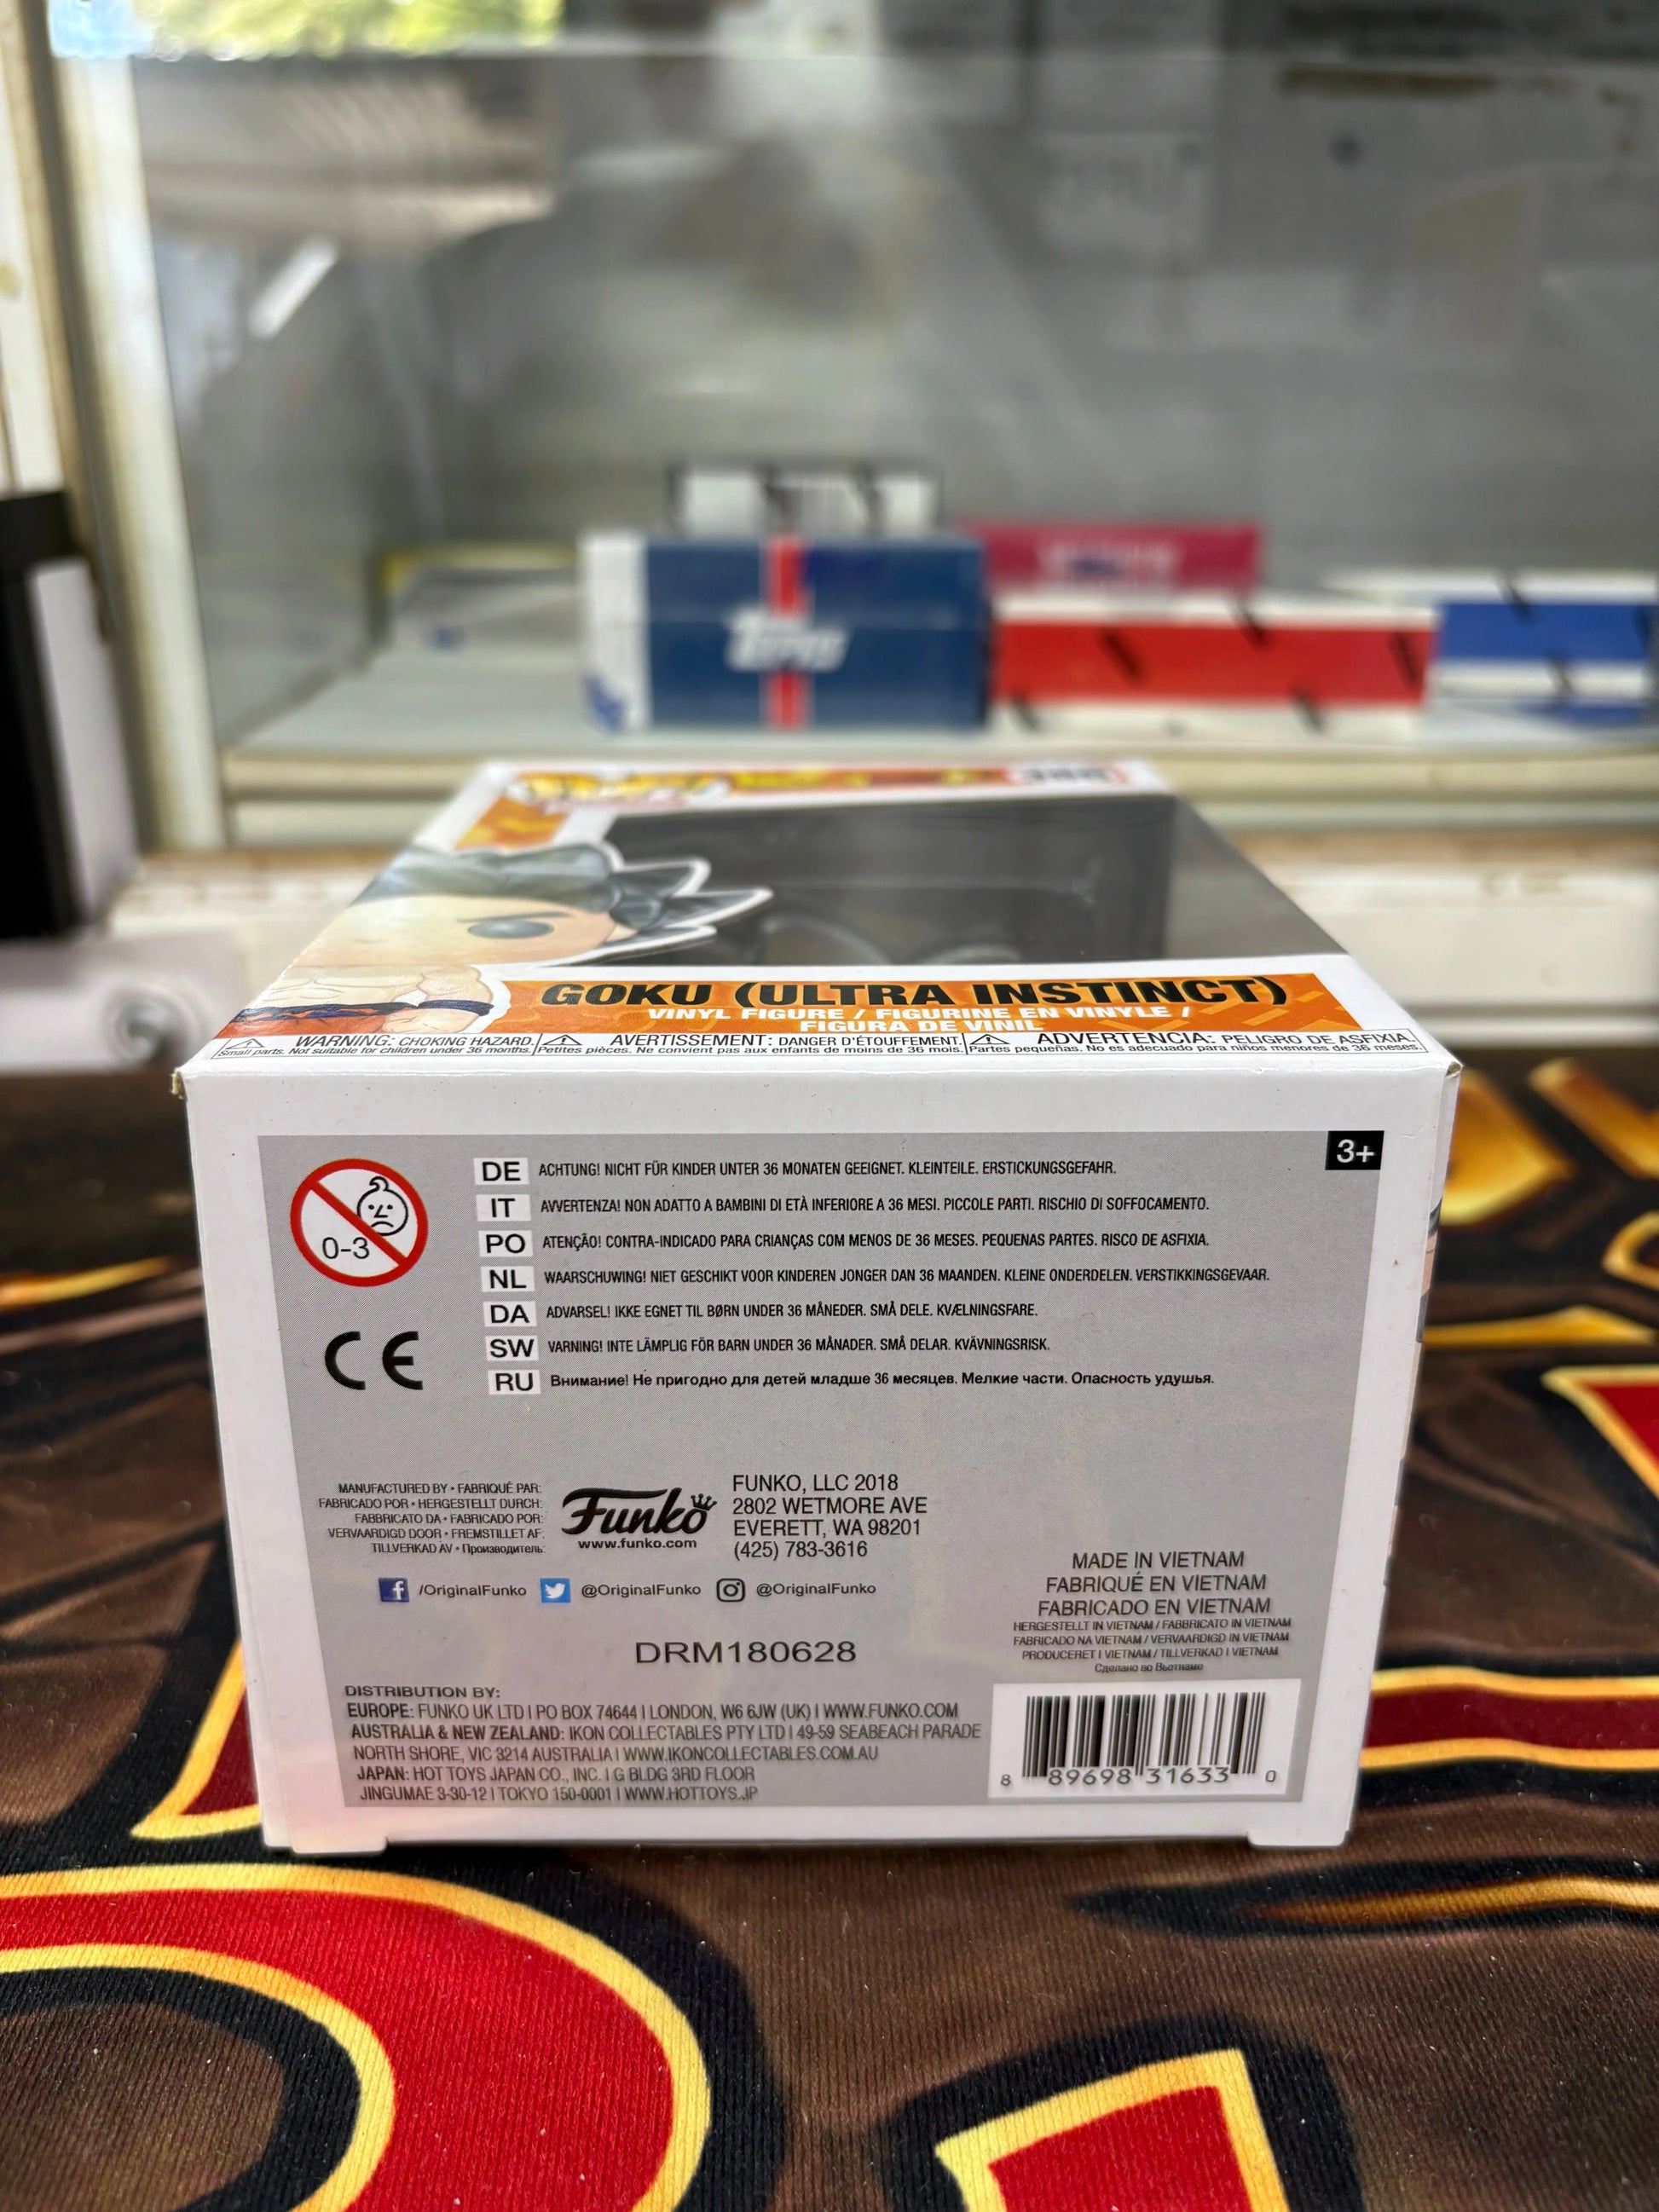 Topps
GOKU (ULTRA INSTINCT)
VINYL FIGURE / FIGURINE EN VINYLE /
FIGURA DE VINIL
WARNING: CHOKING HAZARD.
Small parts. Not suitable for children under 36 months.
AVERTISSEMENT: DANGER D'ÉTOUFFEMENT.
Petites pièces. Ne convient pas aux enfants de moins de 36 mois.
ADVERTENCIA: PELIGRO DE ASFIXIA.
Partes pequeñas. No es adecuado para niños menores de 36 meses.
3+
0-3
DE ACHTUNG! NICHT FÜR KINDER UNTER 36 MONATEN GEEIGNET. KLEINTEILE. ERSTICKUNGSGEFAHR.
IT AVVERTENZA! NON ADATTO A BAMBINI DI ETÀ INFERIORE A 36 MESI. PICCOLE PARTI. RISCHIO DI SOFFOCAMENTO.
PO ATENÇÃO! CONTRA-INDICADO PARA CRIANÇAS COM MENOS DE 36 MESES. PEQUENAS PARTES. RISCO DE ASFIXIA.
NL WAARSCHUWING! NIET GESCHIKT VOOR KINDEREN JONGER DAN 36 MAANDEN. KLEINE ONDERDELEN. VERSTIKKINGSGEVAAR.
DA ADVARSEL! IKKE EGNET TIL BØRN UNDER 36 MÅNEDER. SMÅ DELE. KVÆLNINGSFARE.
SW VARNING! INTE LÄMPLIG FÖR BARN UNDER 36 MÅNADER. SMÅ DELAR. KVÄVNINGSRISK.
RU Внимание! Не пригодно для детей младше 36 месяцев. Мелкие части. Опасность удушья.
CE
MANUFACTURED BY • FABRIQUÉ PAR:
FABRICADO POR • HERGESTELLT DURCH:
FABBRICATO DA • FABRICADO POR:
VERVAARDIGD DOOR • FREMSTILLET AF:
TILLVERKAD AV • Производитель:
Funko
www.funko.com
FUNKO, LLC 2018
2802 WETMORE AVE
EVERETT, WA 98201
(425) 783-3616
/OriginalFunko @OriginalFunko @OriginalFunko
MADE IN VIETNAM
FABRIQUÉ EN VIETNAM
FABRICADO EN VIETNAM
HERGESTELLT IN VIETNAM / FABBRICATO IN VIETNAM
FABRICADO NA VIETNAM / VERVAARDIGD IN VIETNAM
PRODUCERET I VIETNAM / TILLVERKAD I VIETNAM
Сделано во Вьетнаме
DRM180628
DISTRIBUTION BY:
EUROPE: FUNKO UK LTD | PO BOX 74644 | LONDON, W6 6JW (UK) | WWW.FUNKO.COM
AUSTRALIA & NEW ZEALAND: IKON COLLECTABLES PTY LTD | 49-59 SEABEACH PARADE
NORTH SHORE, VIC 3214 AUSTRALIA | WWW.IKONCOLLECTABLES.COM.AU
JAPAN: HOT TOYS JAPAN CO., INC. | G BLDG 3RD FLOOR
JINGUMAE 3-30-12 | TOKYO 150-0001 | WWW.HOTTOYS.JP
8 89698 31633 0